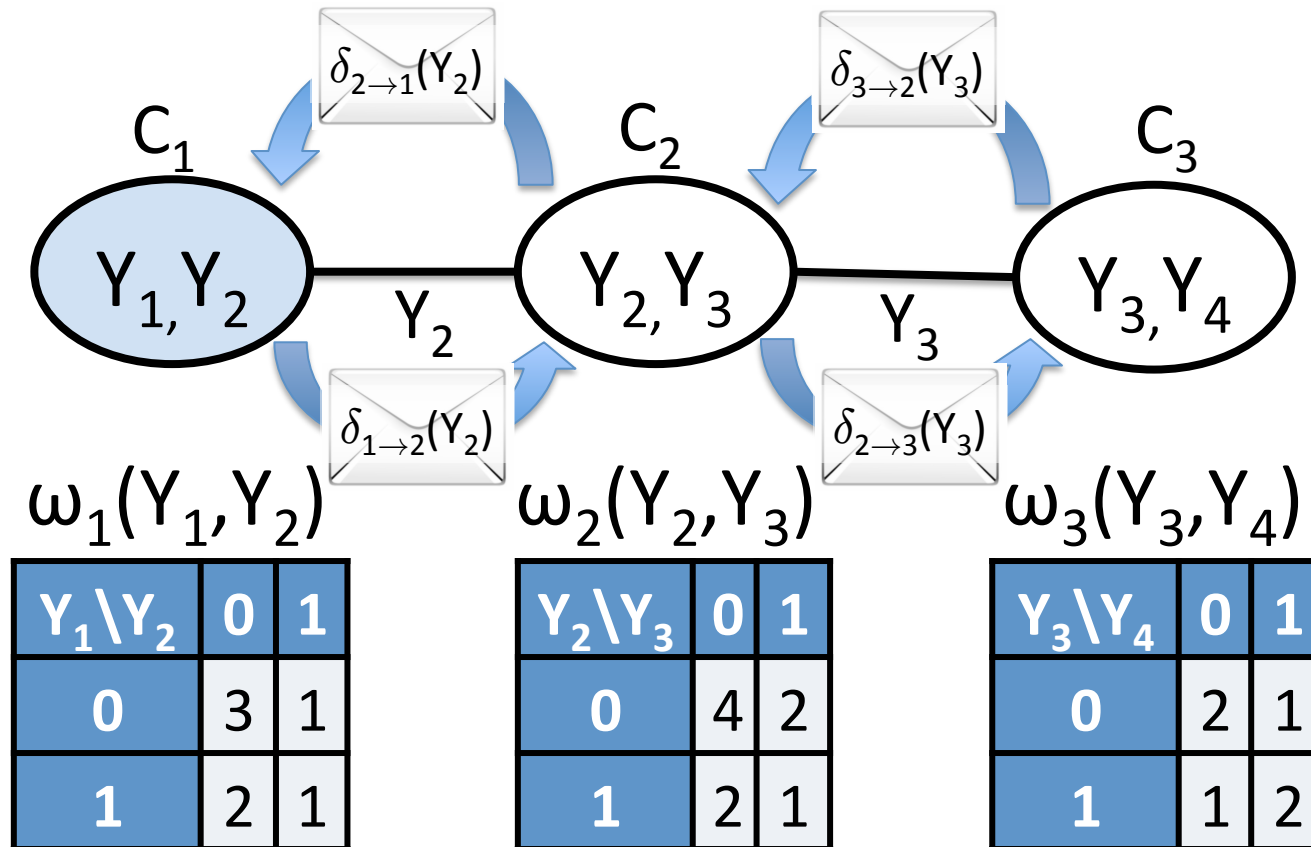 δ₂→₁(Y₂) δ₃→₂(Y₃)
C₁ C₂ C₃
Y₁,Y₂ Y₂,Y₃ Y₃,Y₄
Y₂ Y₃
δ₁→₂(Y₂) δ₂→₃(Y₃)
ω₁(Y₁,Y₂) ω₂(Y₂,Y₃) ω₃(Y₃,Y₄)
Y₁\Y₂ 0 1 Y₂\Y₃ 0 1 Y₃\Y₄ 0 1
0 3 1 0 4 2 0 2 1
1 2 1 1 2 1 1 1 2